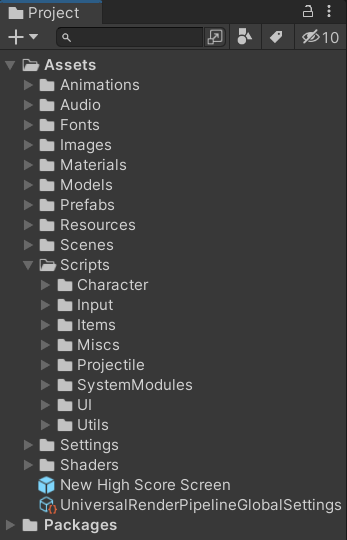 Project
10
Assets
Animations
Audio
Fonts
Images
Materials
Models
Prefabs
Resources
Scenes
Scripts
Character
Input
Items
Miscs
Projectile
SystemModules
UI
Utils
Settings
Shaders
New High Score Screen
UniversalRenderPipelineGlobalSettings
Packages